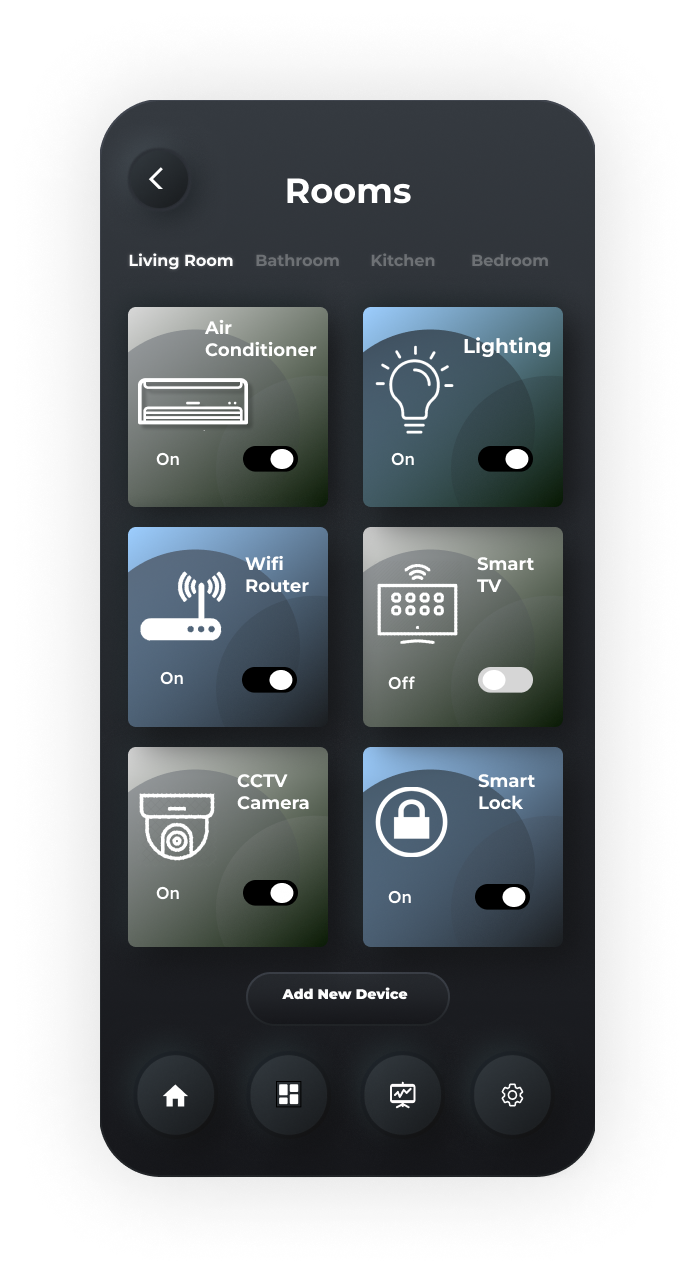 Rooms
Living Room Bathroom Kitchen Bedroom
Air
Conditioner
On
Lighting
On
Wifi
Router
On
Smart
TV
Off
CCTV
Camera
On
Smart
Lock
On
Add New Device